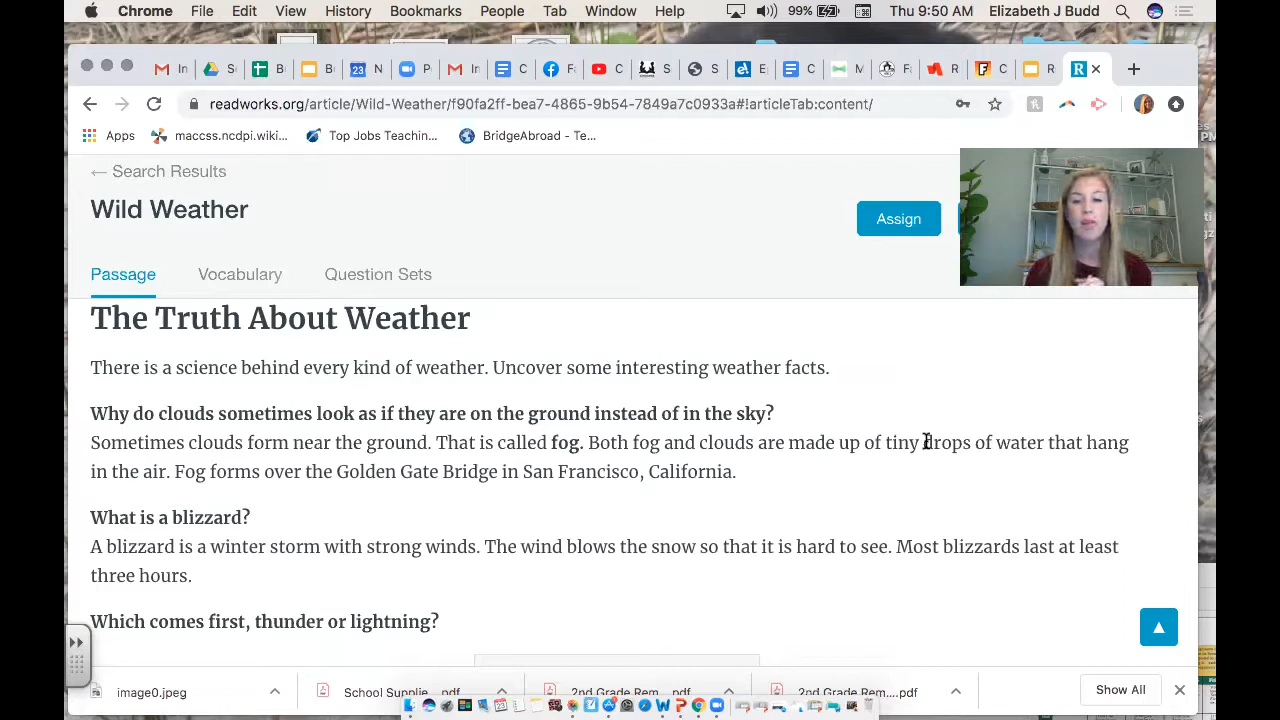 Chrome File Edit View History Bookmarks People Tab Window Help 99% Thu 9:50 AM Elizabeth J Budd
In S B B 23 N P In C F C S S E C M F R C R
readworks.org/article/Wild-Weather/f90fa2ff-bea7-4865-9b54-7849a7c0933a#!articleTab:content/
Apps maccss.ncdpi.wiki... Top Jobs Teachin... BridgeAbroad - Te...
← Search Results
Wild Weather
Assign
Passage Vocabulary Question Sets
The Truth About Weather
There is a science behind every kind of weather. Uncover some interesting weather facts.
Why do clouds sometimes look as if they are on the ground instead of in the sky?
Sometimes clouds form near the ground. That is called fog. Both fog and clouds are made up of tiny drops of water that hang
in the air. Fog forms over the Golden Gate Bridge in San Francisco, California.
What is a blizzard?
A blizzard is a winter storm with strong winds. The wind blows the snow so that it is hard to see. Most blizzards last at least
three hours.
Which comes first, thunder or lightning?
image0.jpeg School Supplie....pdf 2nd Grade Rem....pdf 2nd Grade Rem....pdf Show All